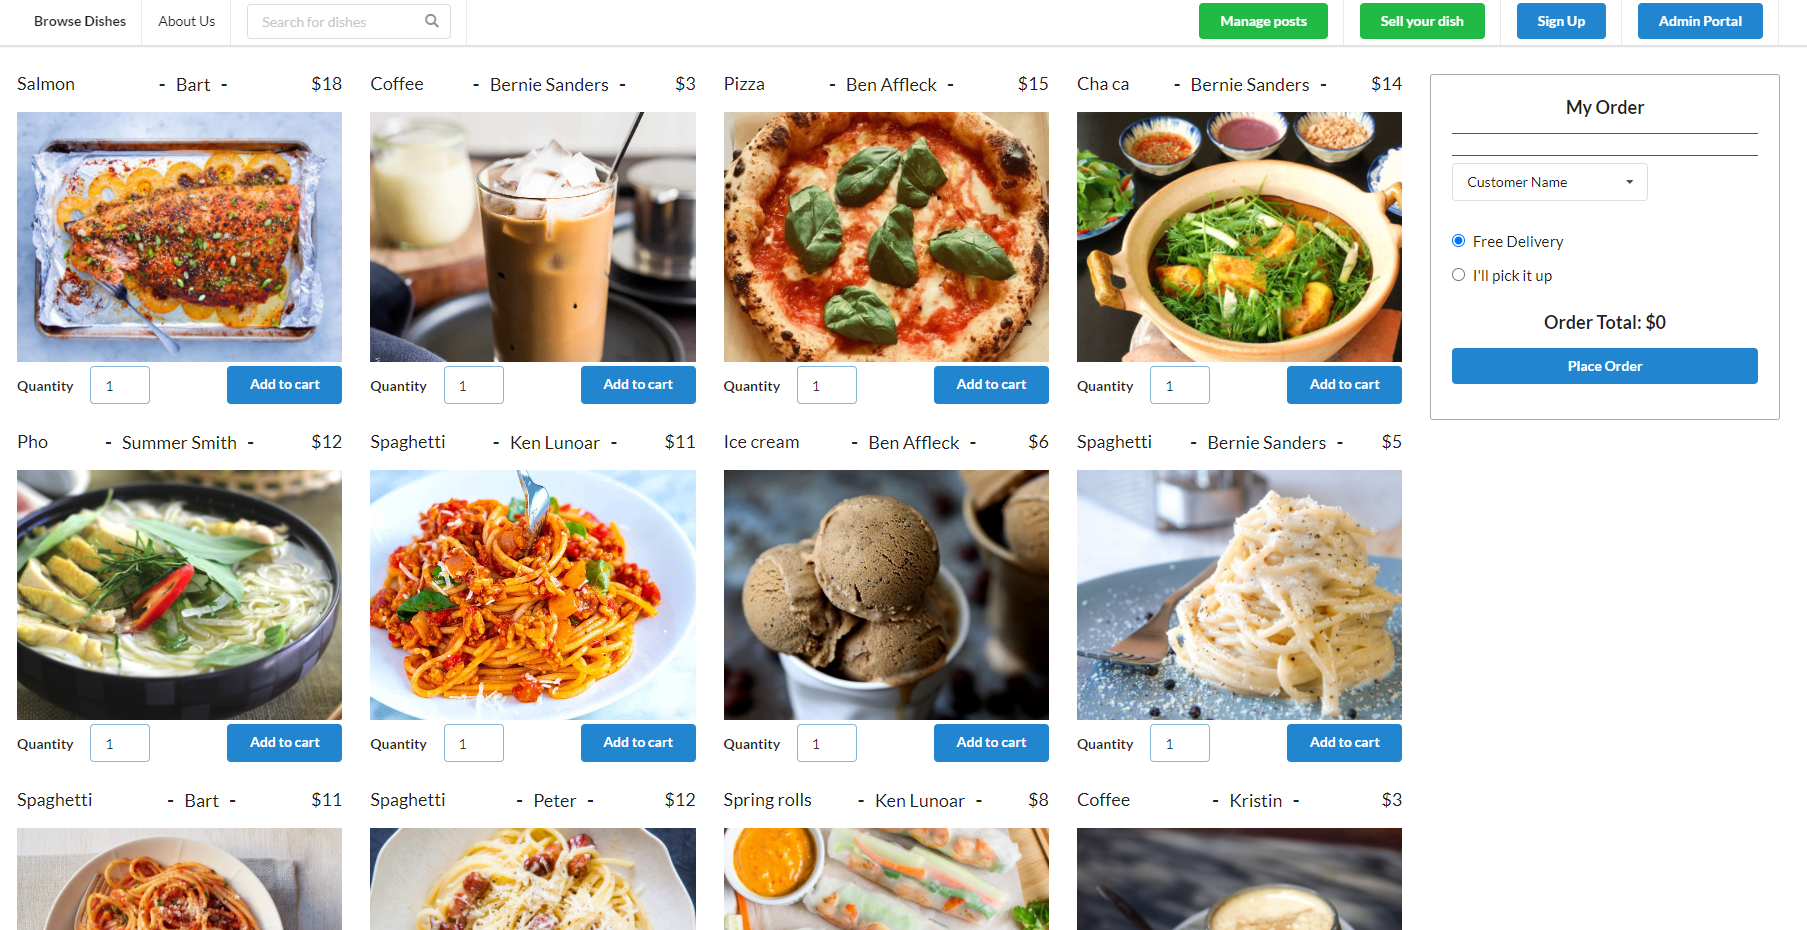 Browse Dishes About Us Search for dishes Manage posts Sell your dish Sign Up Admin Portal
Salmon - Bart - $18
Coffee - Bernie Sanders - $3
Pizza - Ben Affleck - $15
Cha ca - Bernie Sanders - $14
Quantity 1 Add to cart
Quantity 1 Add to cart
Quantity 1 Add to cart
Quantity 1 Add to cart
Pho - Summer Smith - $12
Spaghetti - Ken Lunoar - $11
Ice cream - Ben Affleck - $6
Spaghetti - Bernie Sanders - $5
Quantity 1 Add to cart
Quantity 1 Add to cart
Quantity 1 Add to cart
Quantity 1 Add to cart
Spaghetti - Bart - $11
Spaghetti - Peter - $12
Spring rolls - Ken Lunoar - $8
Coffee - Kristin - $3
My Order
Customer Name
Free Delivery
I'll pick it up
Order Total: $0
Place Order